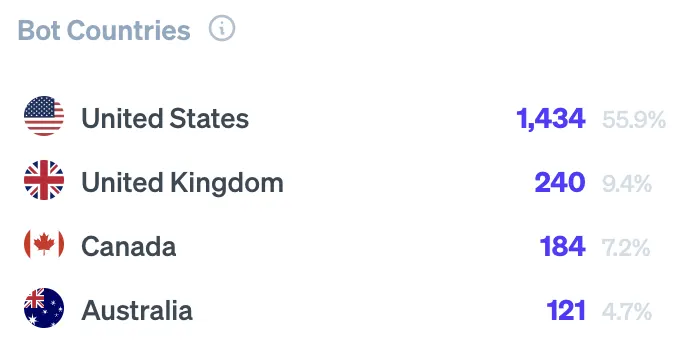 Bot Countries
United States 1,434 55.9%
United Kingdom 240 9.4%
Canada 184 7.2%
Australia 121 4.7%